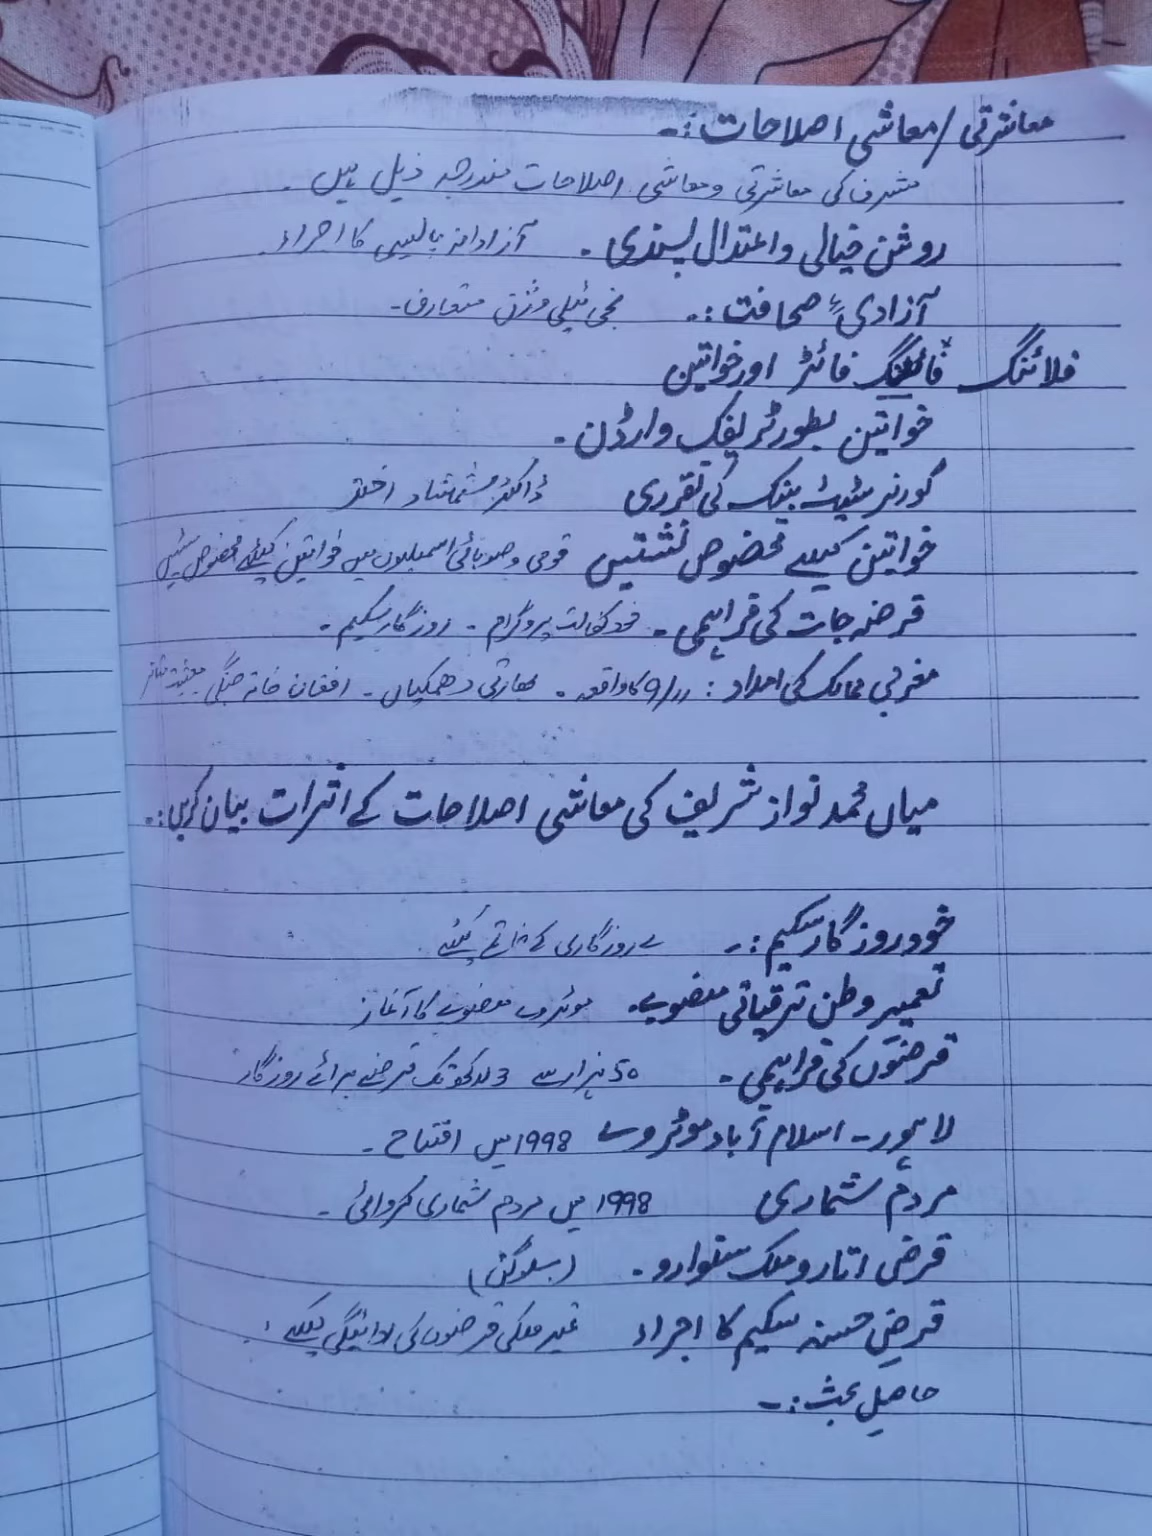 معاشرتی/معاشی اصلاحات:۔
مشرف کی معاشرتی ومعاشی اصلاحات مندرجہ ذیل ہیں ۔
روشن خیالی واعتدال پسندی ۔ آزادانہ پالیسی کا اجراء
آزادیٔ صحافت :۔ نجی ٹیلی وژن متعارف۔
فلائنگ فائٹر اور خواتین
خواتین بطور ٹریفک وارڈن ۔
گورنر سٹیٹ بینک کی تقرری ڈاکٹر شمشاد اختر
خواتین کیلئے مخصوص نشستیں قومی وصوبائی اسمبلیوں میں خواتین کیلئے مخصوص سیٹیں
قرضہ جات کی فراہمی ۔ خود کفالت پروگرام ۔ روزگار سکیم ۔
مغربی ممالک کی امداد : 9/11 کا واقعہ ۔ بھارتی دھمکیاں ۔ افغان خانہ جنگی معیشت متاثر
میاں محمد نواز شریف کی معاشی اصلاحات کے اثرات بیان کریں:۔
خود روزگار سکیم :۔ بے روزگاری کے خاتمے کیلئے
تعمیر وطن ترقیاتی منصوبے۔ موٹروے منصوبے کا آغاز
قرضوں کی فراہمی ۔ 50 ہزار سے 3 لاکھ تک قرضے برائے روزگار
لاہور ۔ اسلام آباد موٹروے 1998 میں افتتاح ۔
مردم شماری 1998 میں مردم شماری کروائی ۔
قرض اتارو ملک سنوارو ۔ (سلوگن)
قرضِ حسنہ سکیم کا اجراء غیر ملکی قرضوں کی ادائیگی کیلئے ۔
حاصلِ بحث :۔